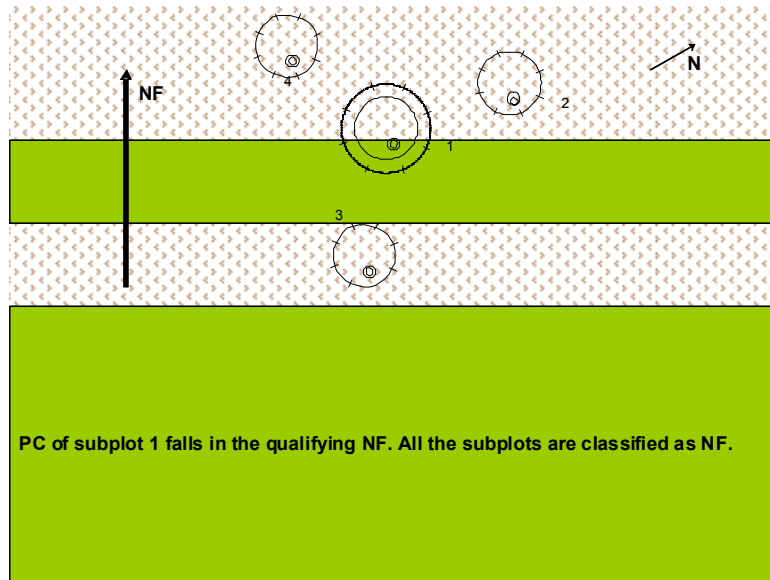 4
N
NF
2
1
3
PC of subplot 1 falls in the qualifying NF. All the subplots are classified as NF.